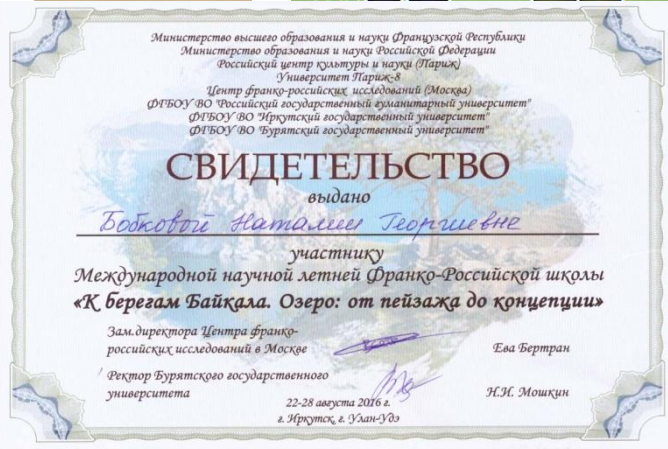 Министерство высшего образования и науки Французской Республики
Министерство образования и науки Российской Федерации
Российский центр культуры и науки (Париж)
Университет Париж-8
Центр франко-российских исследований (Москва)
ФГБОУ ВО "Российский государственный гуманитарный университет"
ФГБОУ ВО "Иркутский государственный университет"
ФГБОУ ВО "Бурятский государственный университет"
СВИДЕТЕЛЬСТВО
выдано
Бобковой Наталии Георгиевне
участнику
Международной научной летней Франко-Российской школы
«К берегам Байкала. Озеро: от пейзажа до концепции»
Зам.директора Центра франко-
российских исследований в Москве
Ева Бертран
Ректор Бурятского государственного
университета
Н.И. Мошкин
22-28 августа 2016 г.
г. Иркутск, г. Улан-Удэ